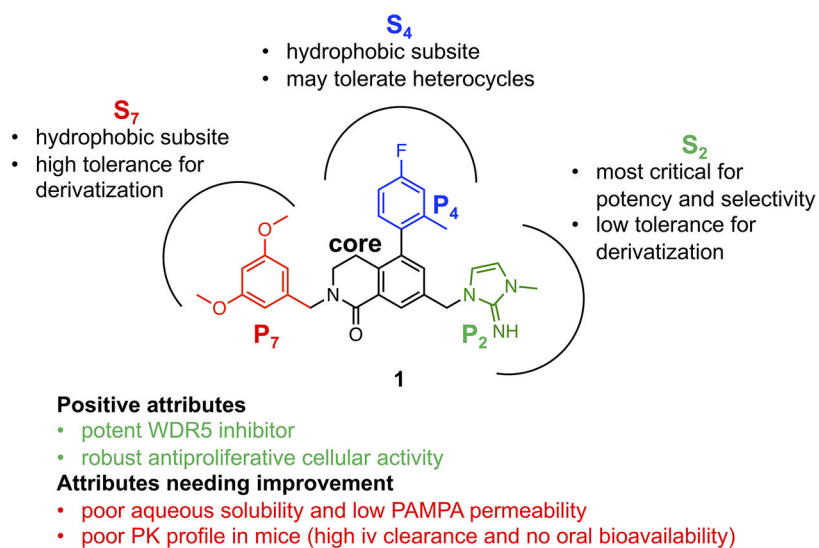 S4
• hydrophobic subsite
• may tolerate heterocycles
S7
• hydrophobic subsite
• high tolerance for
derivatization
S2
• most critical for
potency and selectivity
• low tolerance for
derivatization
F
P4
O
core
O
N
O
P7
N
N
NH
P2
1
Positive attributes
• potent WDR5 inhibitor
• robust antiproliferative cellular activity
Attributes needing improvement
• poor aqueous solubility and low PAMPA permeability
• poor PK profile in mice (high iv clearance and no oral bioavailability)